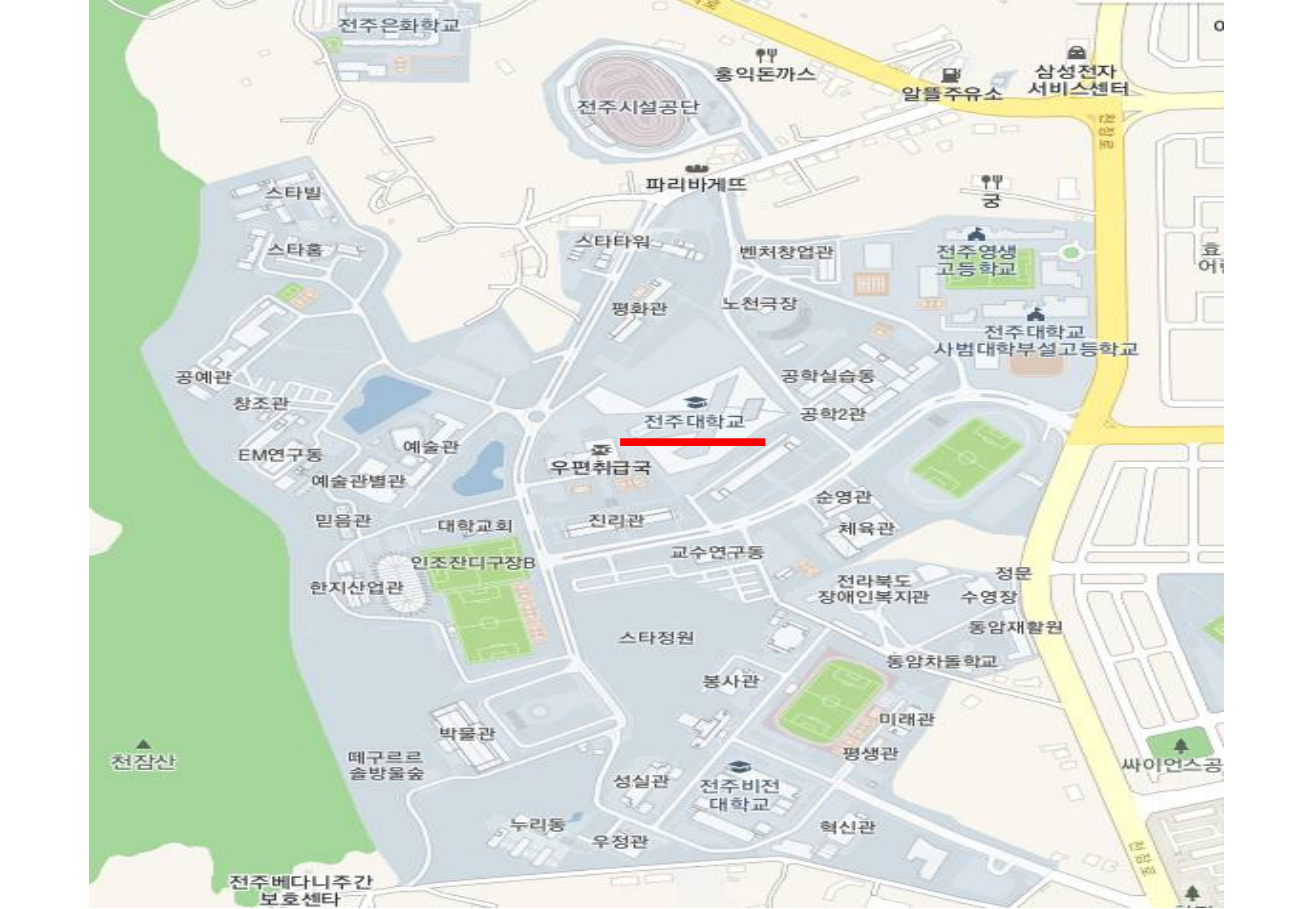 전주은화학교
홍익돈까스
삼성전자
서비스센터
알뜰주유소
전주시설공단
천잠로
파리바게뜨
궁
스타빌
스타홈
스타타워
벤처창업관
전주영생
고등학교
평화관
노천극장
전주대학교
사범대학부설고등학교
공예관
공학실습동
창조관
전주대학교
공학2관
EM연구동
예술관
우편취급국
예술관별관
순영관
믿음관
대학교회
진리관
체육관
인조잔디구장B
교수연구동
한지산업관
전라북도
장애인복지관
정문
수영장
스타정원
동암재활원
동암차돌학교
봉사관
미래관
박물관
천잠산
떼구르르
솔방울숲
평생관
싸이언스공
성실관
전주비전
대학교
누리동
우정관
혁신관
천잠로
전주베다니주간
보호센타